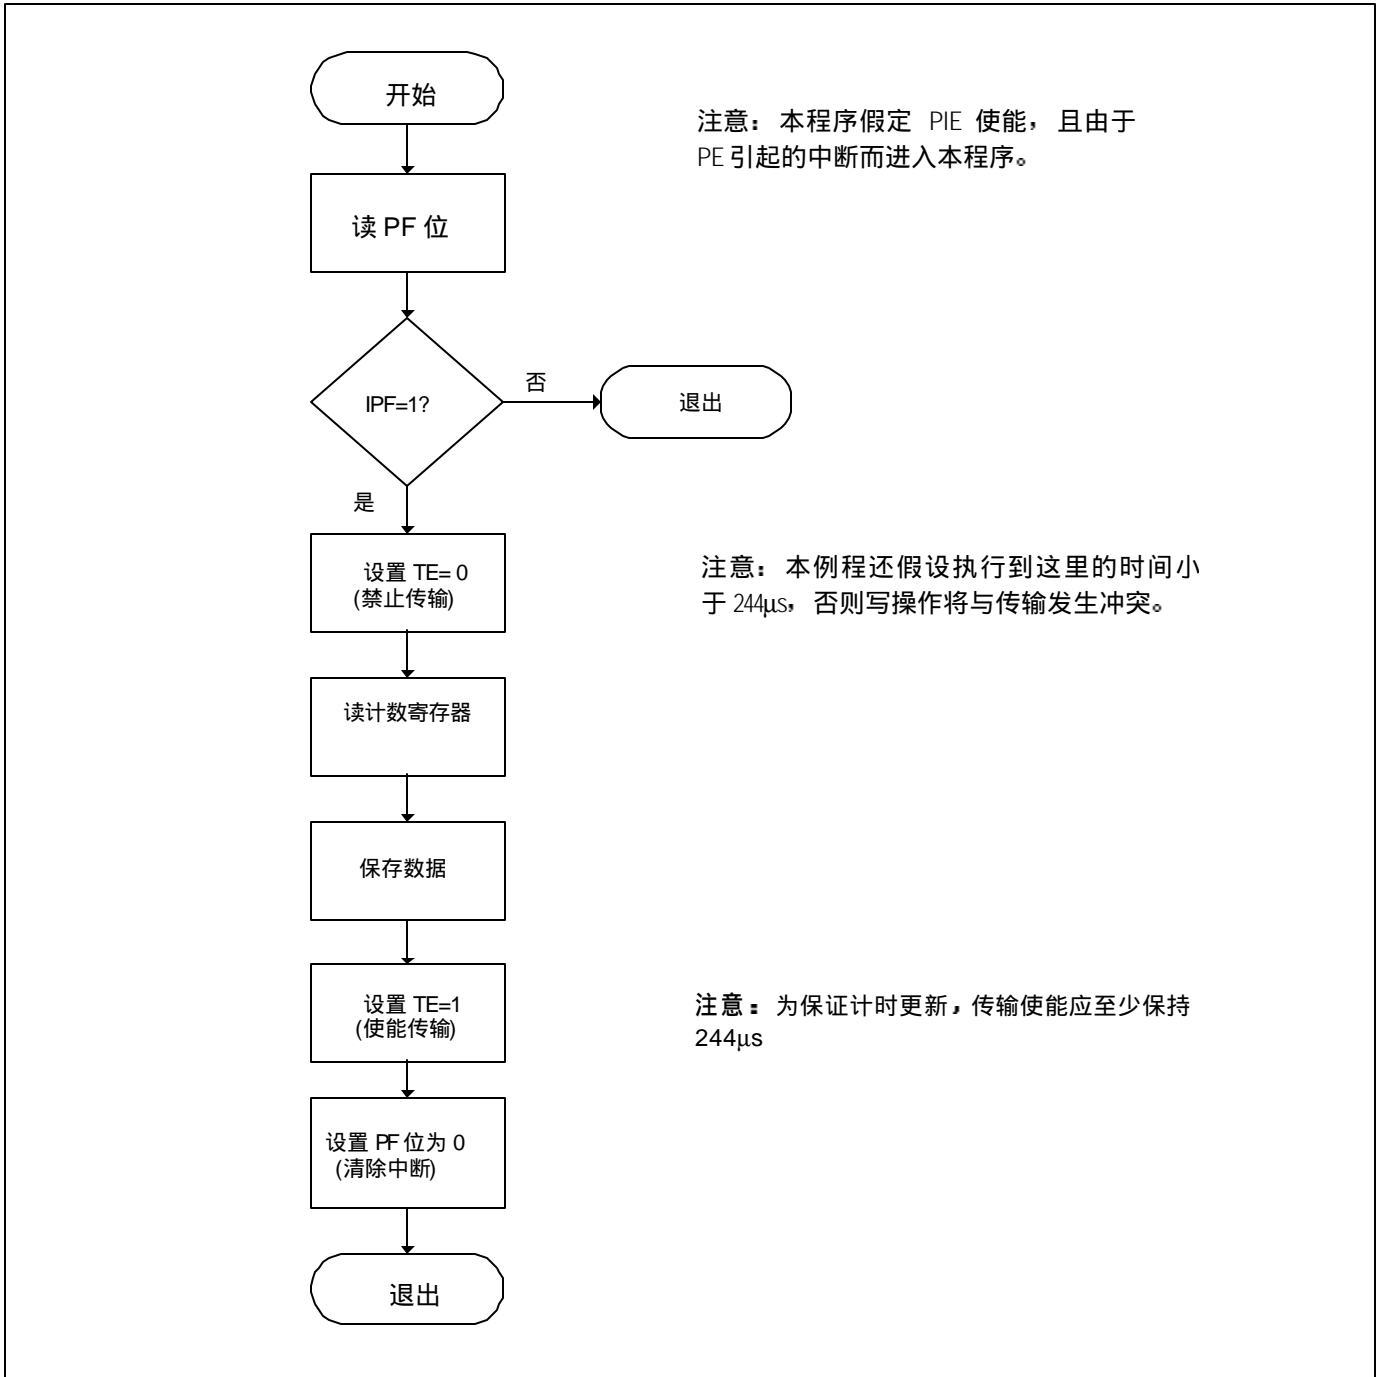 开始
注意：本程序假定 PIE 使能，且由于
PE 引起的中断而进入本程序。
读 PF 位
IPF=1?
否
退出
是
设置 TE= 0
(禁止传输)
注意：本例程还假设执行到这里的时间小
于 244μs，否则写操作将与传输发生冲突。
读计数寄存器
保存数据
设置 TE=1
(使能传输)
注意：为保证计时更新，传输使能应至少保持
244μs
设置 PF 位为 0
(清除中断)
退出